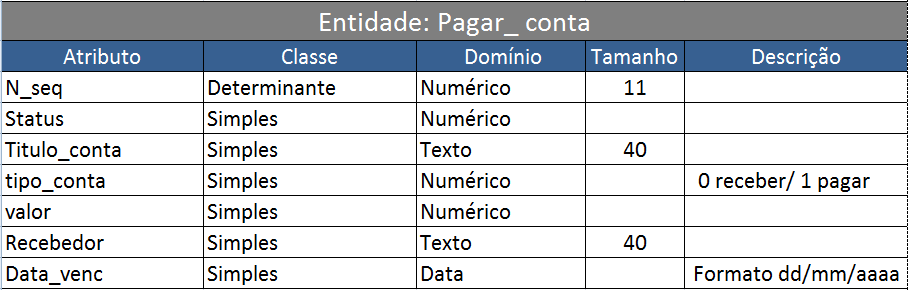 Entidade: Pagar_ conta
Atributo Classe Domínio Tamanho Descrição
N_seq Determinante Numérico 11
Status Simples Numérico
Titulo_conta Simples Texto 40
tipo_conta Simples Numérico 0 receber/ 1 pagar
valor Simples Numérico
Recebedor Simples Texto 40
Data_venc Simples Data Formato dd/mm/aaaa